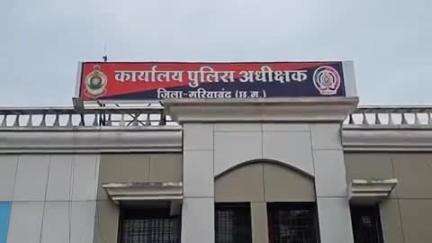 कार्यालय पुलिस अधीक्षक
जिला-गरियाबंद (छ.ग.)